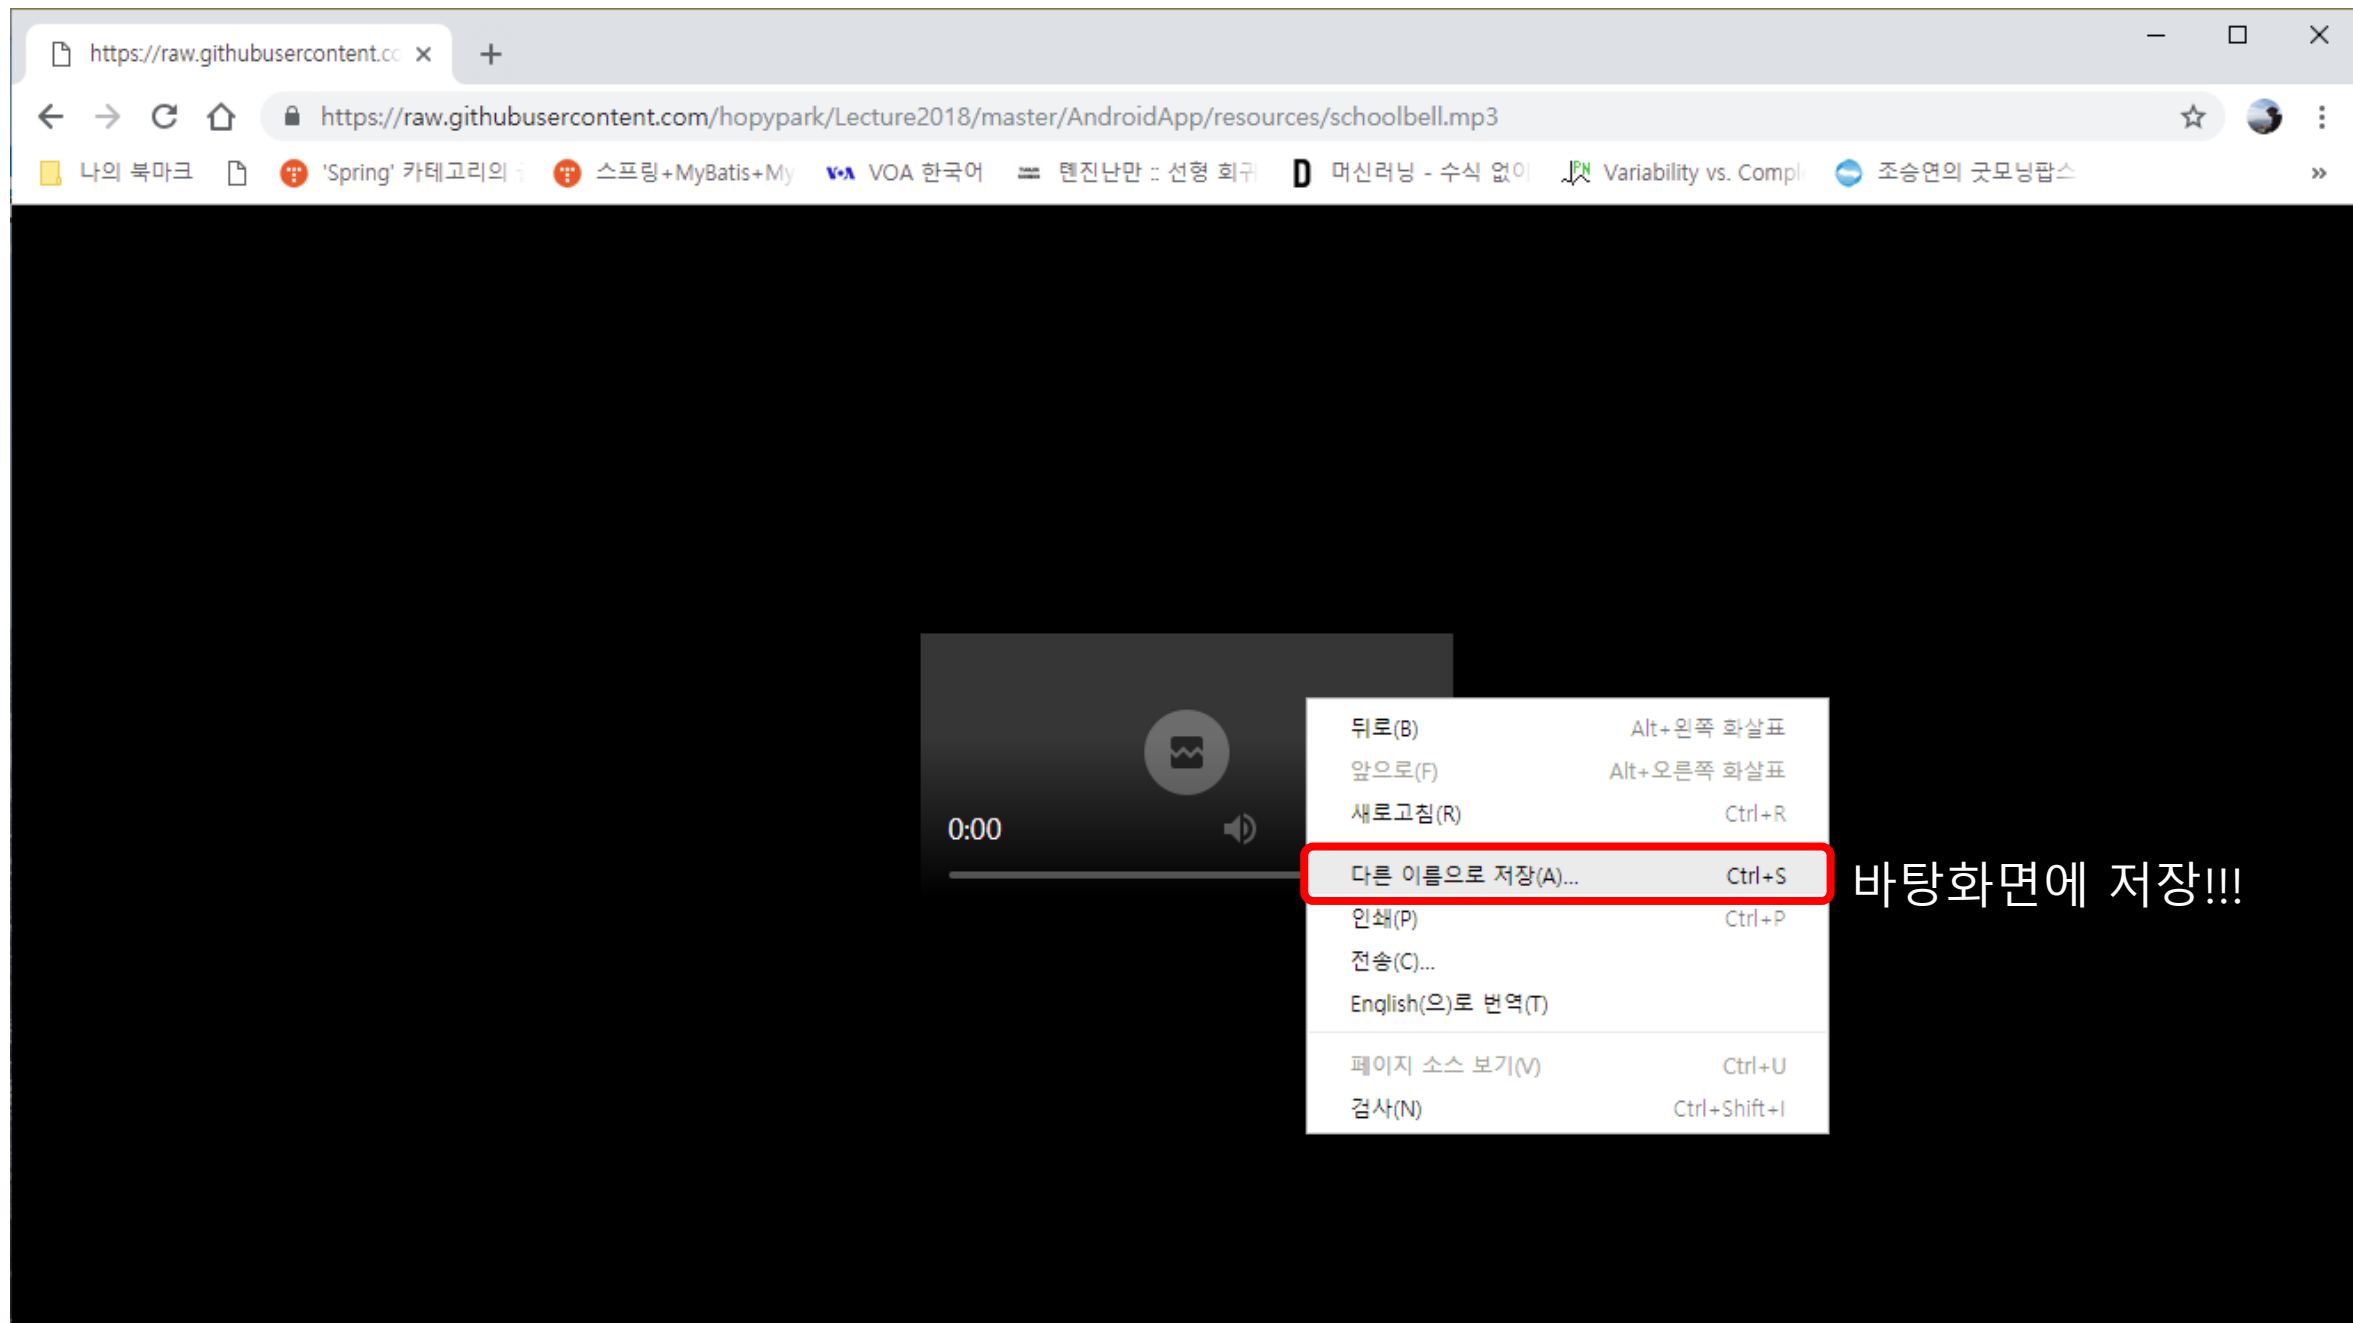 https://raw.githubusercontent.co
https://raw.githubusercontent.com/hopypark/Lecture2018/master/AndroidApp/resources/schoolbell.mp3
나의 북마크 'Spring' 카테고리의 스프링+MyBatis+My VOA 한국어 텐진난만 :: 선형 회귀 D 머신러닝 - 수식 없이 Variability vs. Compl 조승연의 굿모닝팝스 »
뒤로(B) Alt+왼쪽 화살표
앞으로(F) Alt+오른쪽 화살표
새로고침(R) Ctrl+R
0:00
다른 이름으로 저장(A)... Ctrl+S
바탕화면에 저장!!!
인쇄(P) Ctrl+P
전송(C)...
English(으)로 번역(T)
페이지 소스 보기(V) Ctrl+U
검사(N) Ctrl+Shift+I